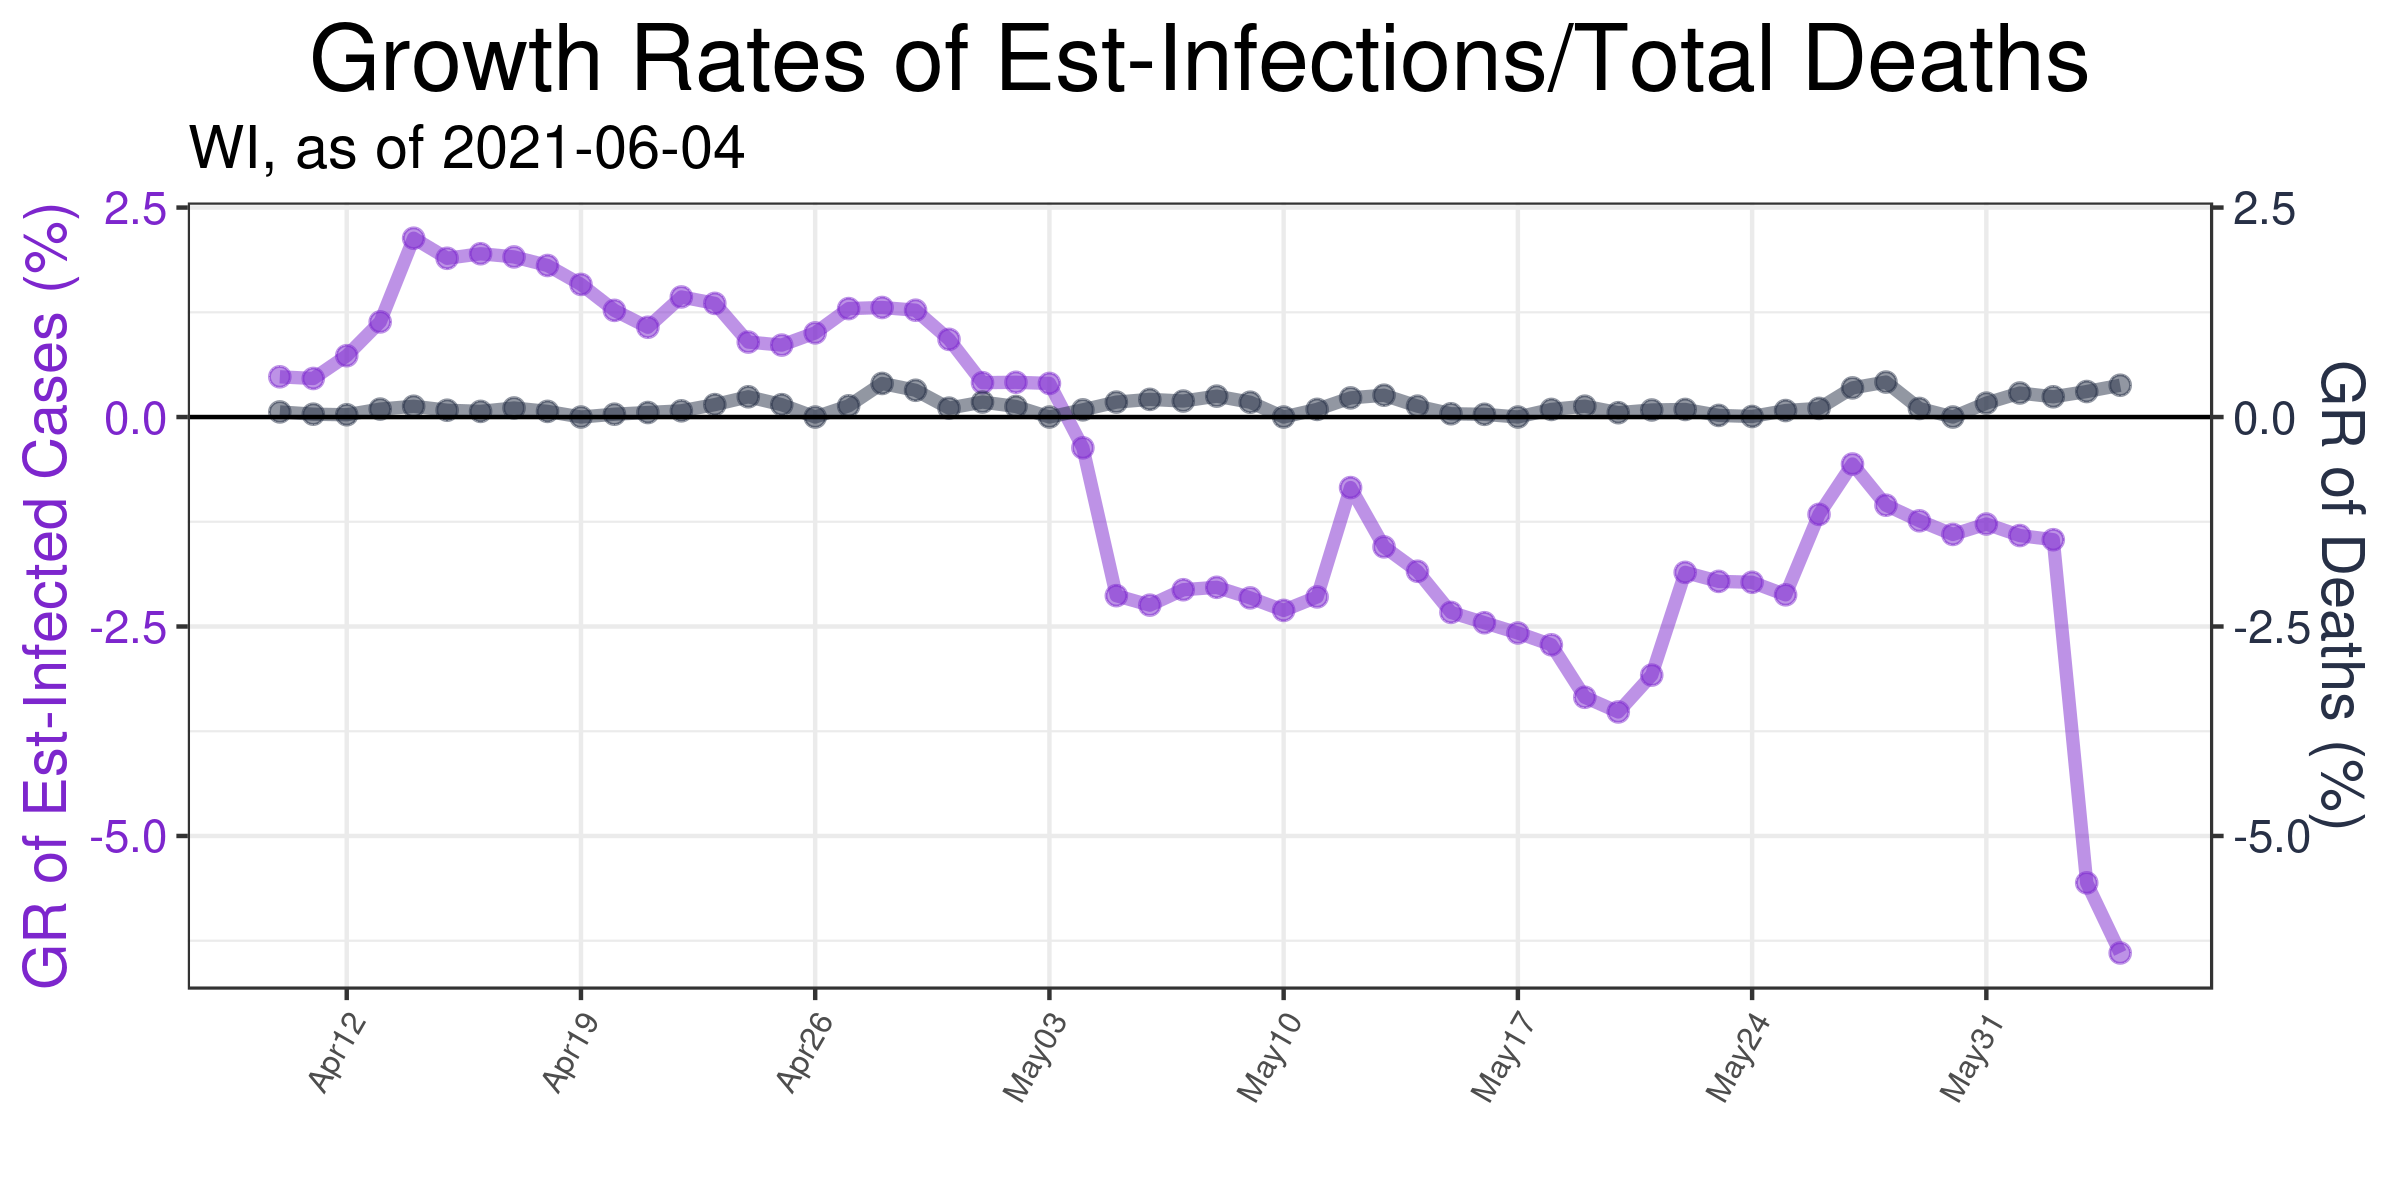 Growth Rates of Est-Infections/Total Deaths
WI, as of 2021-06-04
GR of Est-Infected Cases (%)
2.5
0.0
-2.5
-5.0
2.5
0.0
-2.5
-5.0
GR of Deaths (%)
Apr12
Apr19
Apr26
May03
May10
May17
May24
May31